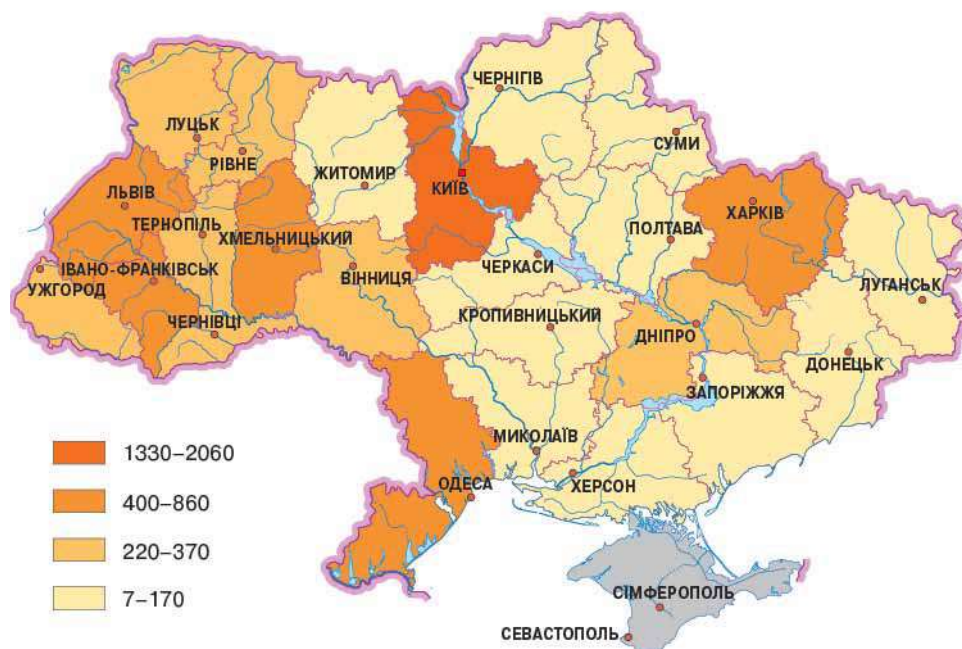 ЧЕРНІГІВ
ЛУЦЬК
РІВНЕ
СУМИ
ЖИТОМИР
КИЇВ
ЛЬВІВ
ХАРКІВ
ТЕРНОПІЛЬ
ХМЕЛЬНИЦЬКИЙ
ПОЛТАВА
ІВАНО-ФРАНКІВСЬК
ВІННИЦЯ
ЧЕРКАСИ
УЖГОРОД
ЛУГАНСЬК
ЧЕРНІВЦІ
КРОПИВНИЦЬКИЙ
ДНІПРО
ДОНЕЦЬК
ЗАПОРІЖЖЯ
МИКОЛАЇВ
ОДЕСА
ХЕРСОН
СІМФЕРОПОЛЬ
СЕВАСТОПОЛЬ
1330–2060
400–860
220–370
7–170